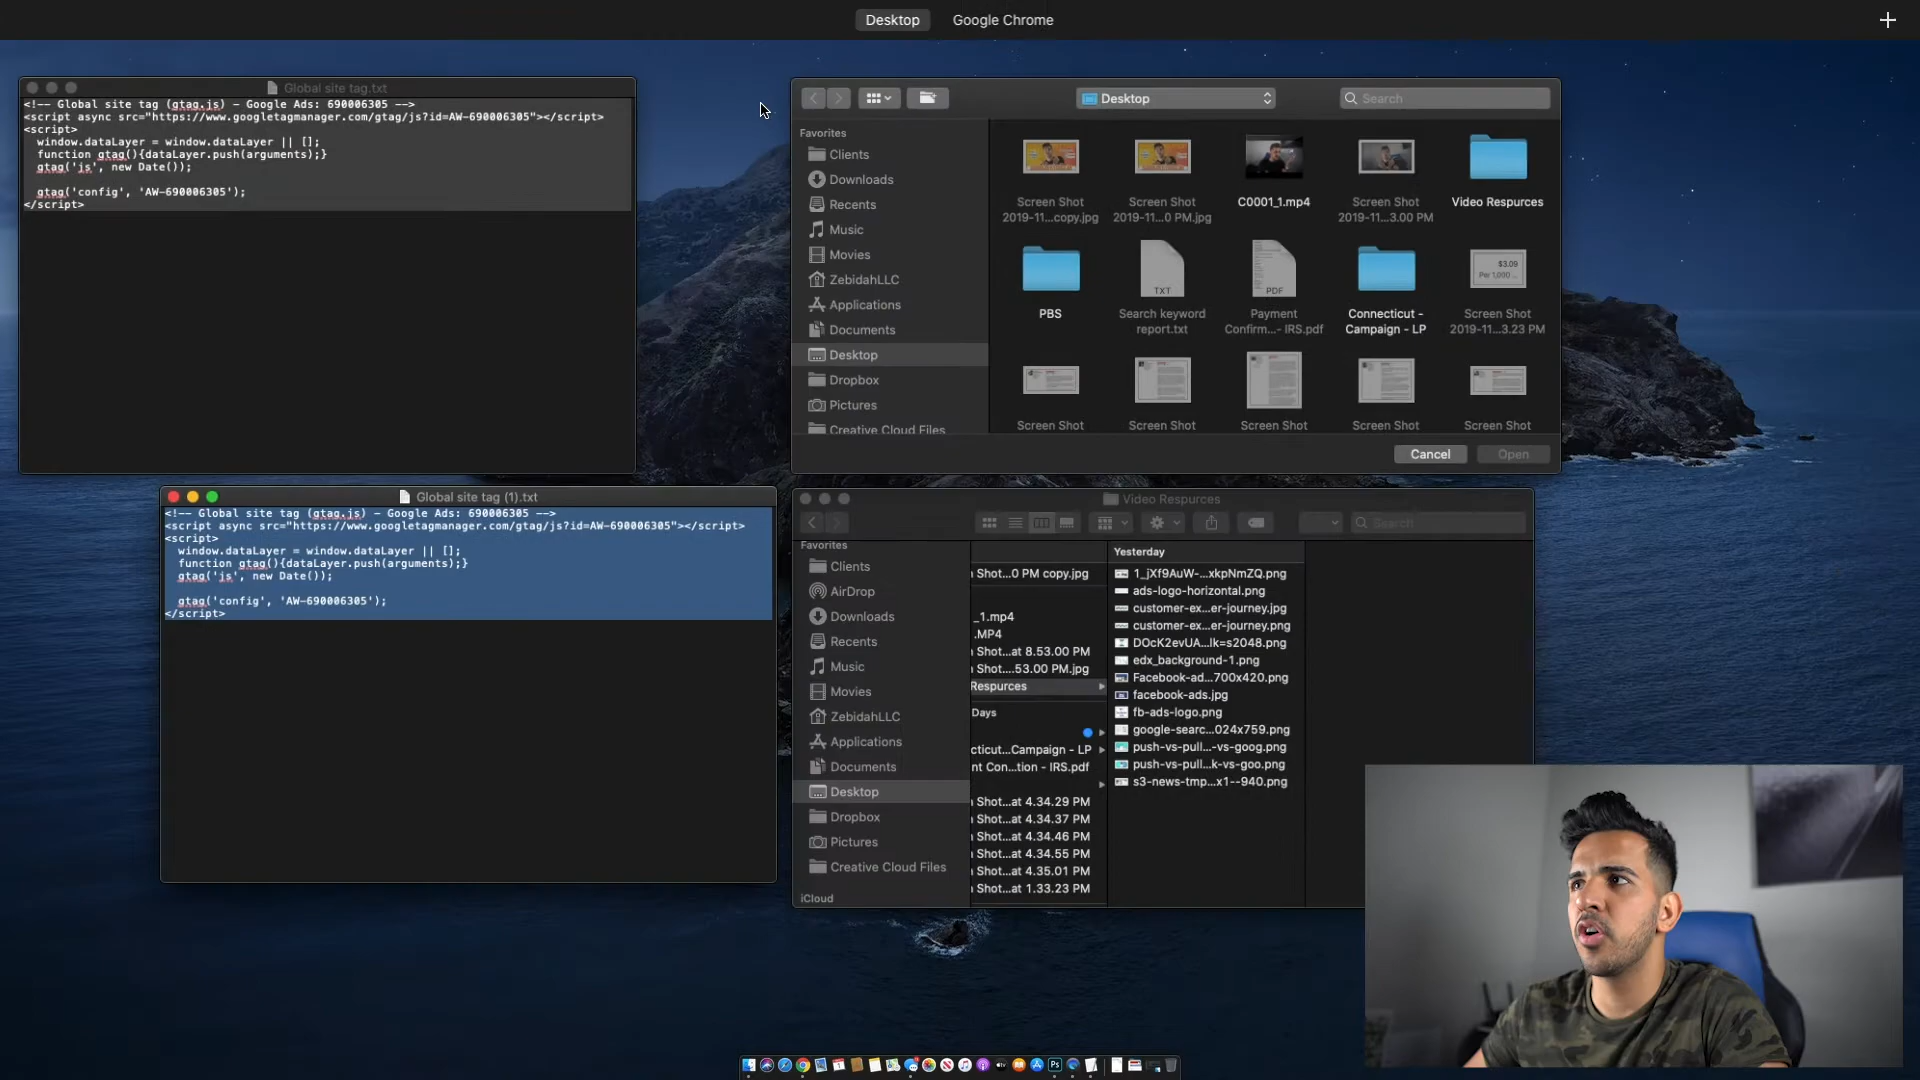 Desktop
Google Chrome
Global site tag.txt
<!-- Global site tag (gtag.js) - Google Ads: 690006305 -->
<script async src="https://www.googletagmanager.com/gtag/js?id=AW-690006305"></script>
<script>
window.dataLayer = window.dataLayer || [];
function gtag(){dataLayer.push(arguments);}
gtag('js', new Date());
gtag('config', 'AW-690006305');
</script>
Desktop
Search
Favorites
Clients
Downloads
Recents
Music
Movies
ZebidahLLC
Applications
Documents
Desktop
Dropbox
Pictures
Creative Cloud Files
Screen Shot
2019-11...copy.jpg
Screen Shot
2019-11...0 PM.jpg
C0001_1.mp4
Screen Shot
2019-11...3.00 PM
Video Respurces
PBS
TXT
Search keyword
report.txt
PDF
Payment
Confirm...- IRS.pdf
Connecticut -
Campaign - LP
$3.09
Per 1,000
Screen Shot
2019-11...3.23 PM
Screen Shot
Screen Shot
Screen Shot
Screen Shot
Screen Shot
Cancel
Open
Global site tag (1).txt
<!-- Global site tag (gtag.js) - Google Ads: 690006305 -->
<script async src="https://www.googletagmanager.com/gtag/js?id=AW-690006305"></script>
<script>
window.dataLayer = window.dataLayer || [];
function gtag(){dataLayer.push(arguments);}
gtag('js', new Date());
gtag('config', 'AW-690006305');
</script>
Video Respurces
Search
Favorites
Clients
AirDrop
Downloads
Recents
Music
Movies
ZebidahLLC
Applications
Documents
Desktop
Dropbox
Pictures
Creative Cloud Files
iCloud
Shot...0 PM copy.jpg
_1.mp4
.MP4
Shot...at 8.53.00 PM
Shot....53.00 PM.jpg
Respurces
Days
cticut...Campaign - LP
nt Con...tion - IRS.pdf
Shot...at 4.34.29 PM
Shot...at 4.34.37 PM
Shot...at 4.34.46 PM
Shot...at 4.34.55 PM
Shot...at 4.35.01 PM
Shot...at 1.33.23 PM
Yesterday
1_jXf9AuW-...xkpNmZQ.png
ads-logo-horizontal.png
customer-ex...er-journey.jpg
customer-ex...er-journey.png
DOcK2evUA...lk=s2048.png
edx_background-1.png
Facebook-ad...700x420.png
facebook-ads.jpg
fb-ads-logo.png
google-searc...024x759.png
push-vs-pull...-vs-goog.png
push-vs-pull...k-vs-goo.png
s3-news-tmp...x1--940.png